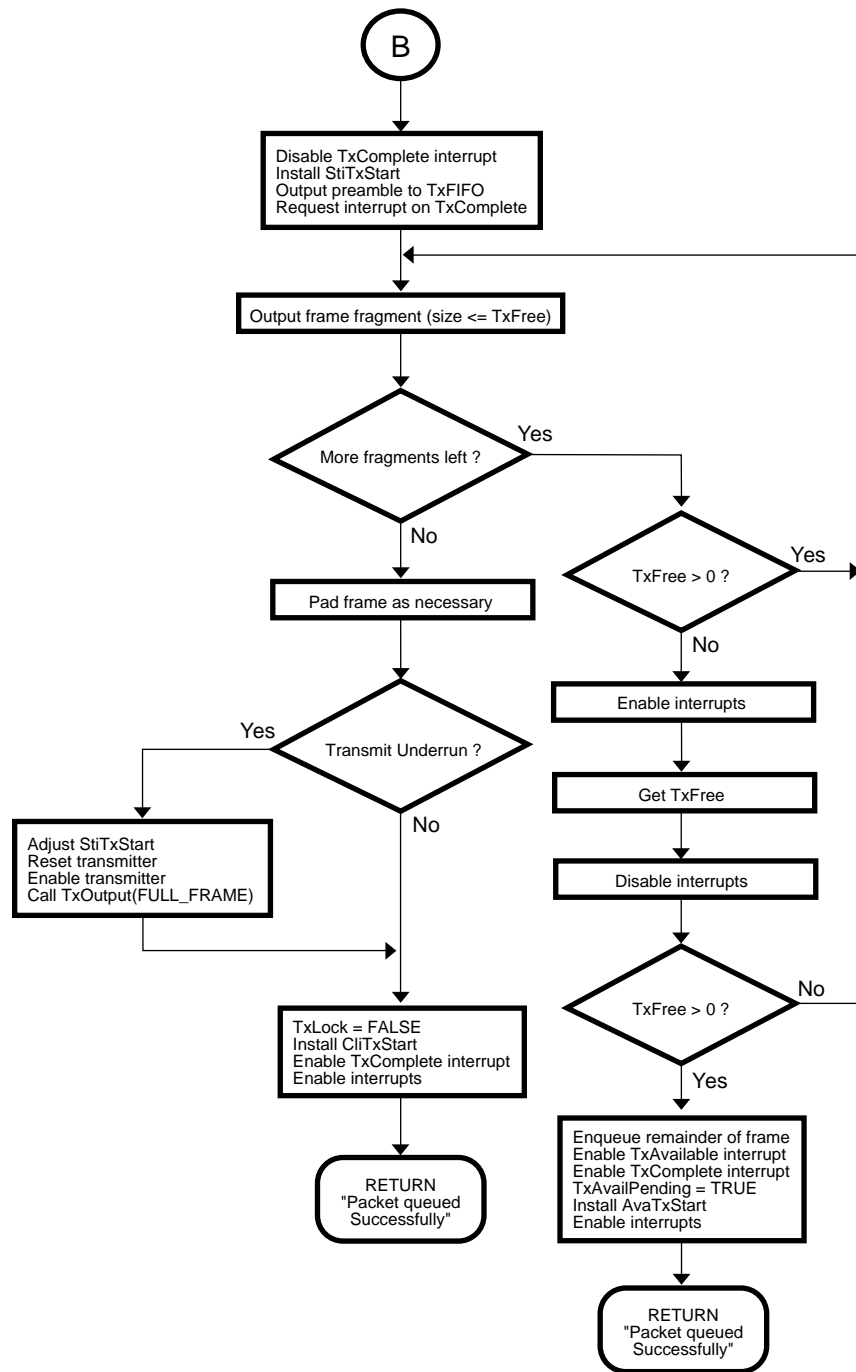 B
Disable TxComplete interrupt
Install StiTxStart
Output preamble to TxFIFO
Request interrupt on TxComplete
Output frame fragment (size <= TxFree)
More fragments left ?
Yes
No
TxFree > 0 ?
Yes
No
Pad frame as necessary
Transmit Underrun ?
Yes
No
Adjust StiTxStart
Reset transmitter
Enable transmitter
Call TxOutput(FULL_FRAME)
TxLock = FALSE
Install CliTxStart
Enable TxComplete interrupt
Enable interrupts
RETURN
"Packet queued
Successfully"
Enable interrupts
Get TxFree
Disable interrupts
TxFree > 0 ?
No
Yes
Enqueue remainder of frame
Enable TxAvailable interrupt
Enable TxComplete interrupt
TxAvailPending = TRUE
Install AvaTxStart
Enable interrupts
RETURN
"Packet queued
Successfully"